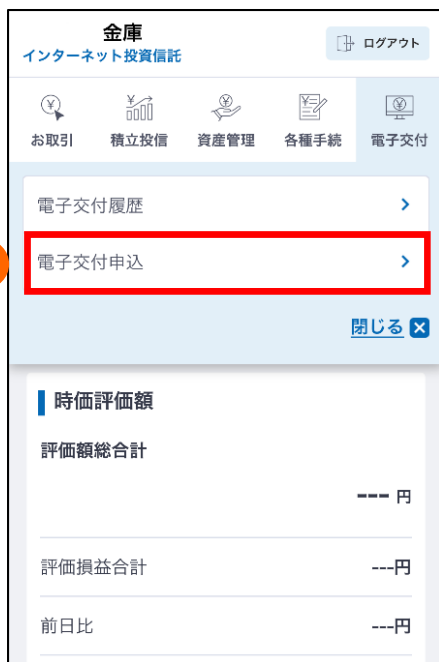 金庫
インターネット投資信託
ログアウト
お取引 積立投信 資産管理 各種手続 電子交付
電子交付履歴
電子交付申込
閉じる
時価評価額
評価額総合計
--- 円
評価損益合計 ---円
前日比 ---円